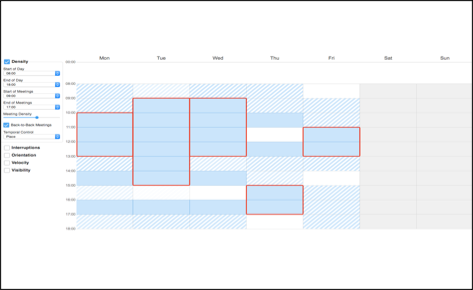 Mon Tue Wed Thu Fri Sat Sun
Density
Start of Day
08:00
End of Day
18:00
Start of Meetings
09:00
End of Meetings
17:00
Meeting Density
Back-to-Back Meetings
Temporal Control
Place
Interruptions
Orientation
Velocity
Visibility
00:00
08:00
09:00
10:00
11:00
12:00
13:00
14:00
15:00
16:00
17:00
18:00